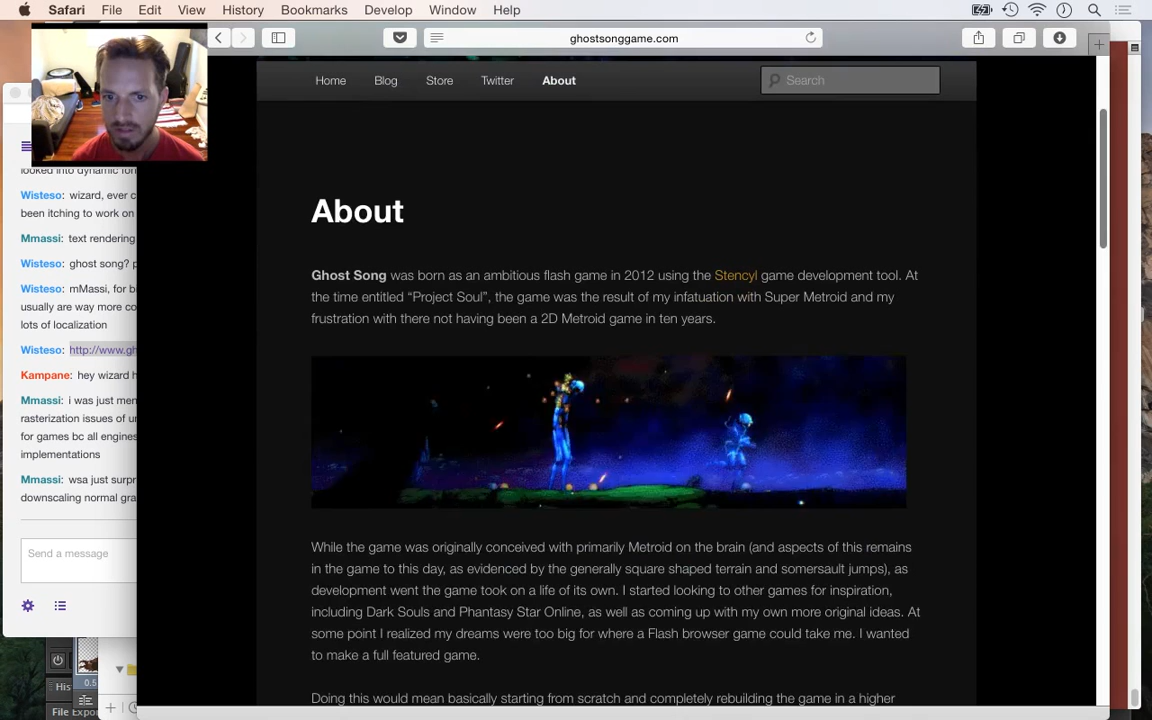 Safari File Edit View History Bookmarks Develop Window Help
ghostsonggame.com
Home Blog Store Twitter About Search
looked into dynamic fon
Wisteso: wizard, ever c
been itching to work on
Mmassi: text rendering
Wisteso: ghost song? p
Wisteso: mMassi, for b
usually are way more co
lots of localization
Wisteso: http://www.gh
Kampane: hey wizard h
Mmassi: i was just men
rasterization issues of un
for games bc all engines
implementations
Mmassi: wsa just surpr
downscaling normal gra
Send a message
About
Ghost Song was born as an ambitious flash game in 2012 using the Stencyl game development tool. At
the time entitled “Project Soul”, the game was the result of my infatuation with Super Metroid and my
frustration with there not having been a 2D Metroid game in ten years.
While the game was originally conceived with primarily Metroid on the brain (and aspects of this remains
in the game to this day, as evidenced by the generally square shaped terrain and somersault jumps), as
development went the game took on a life of its own. I started looking to other games for inspiration,
including Dark Souls and Phantasy Star Online, as well as coming up with my own more original ideas. At
some point I realized my dreams were too big for where a Flash browser game could take me. I wanted
to make a full featured game.
Doing this would mean basically starting from scratch and completely rebuilding the game in a higher
0.5
His
File Expo